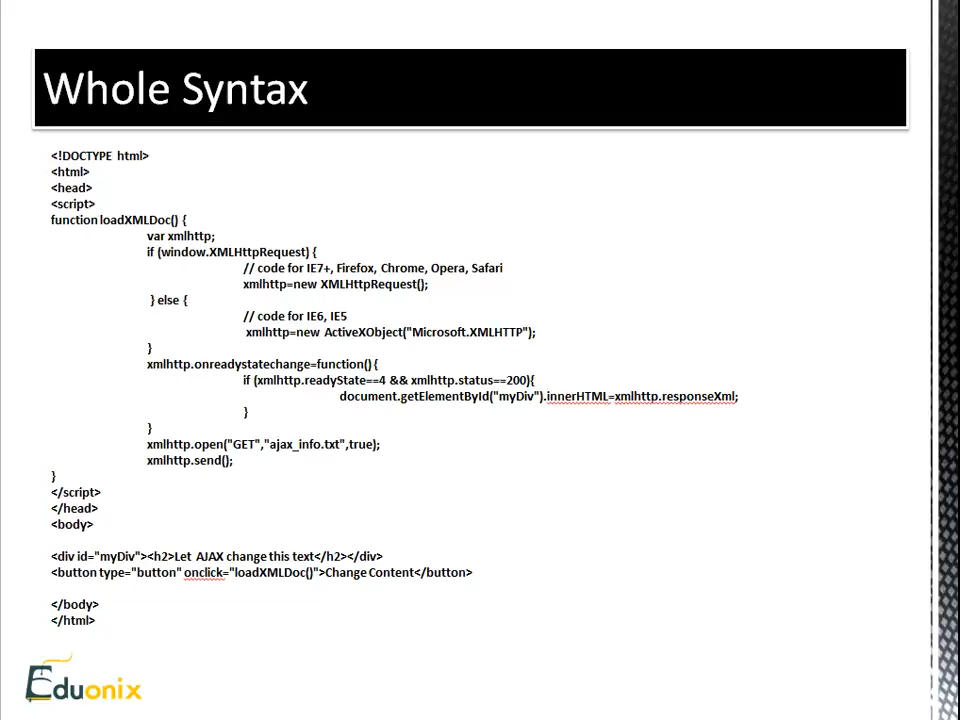 Whole Syntax
<!DOCTYPE html>
<html>
<head>
<script>
function loadXMLDoc() {
var xmlhttp;
if (window.XMLHttpRequest) {
// code for IE7+, Firefox, Chrome, Opera, Safari
xmlhttp=new XMLHttpRequest();
} else {
// code for IE6, IE5
xmlhttp=new ActiveXObject("Microsoft.XMLHTTP");
}
xmlhttp.onreadystatechange=function() {
if (xmlhttp.readyState==4 && xmlhttp.status==200){
document.getElementById("myDiv").innerHTML=xmlhttp.responseXml;
}
}
xmlhttp.open("GET","ajax_info.txt",true);
xmlhttp.send();
}
</script>
</head>
<body>
<div id="myDiv"><h2>Let AJAX change this text</h2></div>
<button type="button" onclick="loadXMLDoc()">Change Content</button>
</body>
</html>
Eduonix